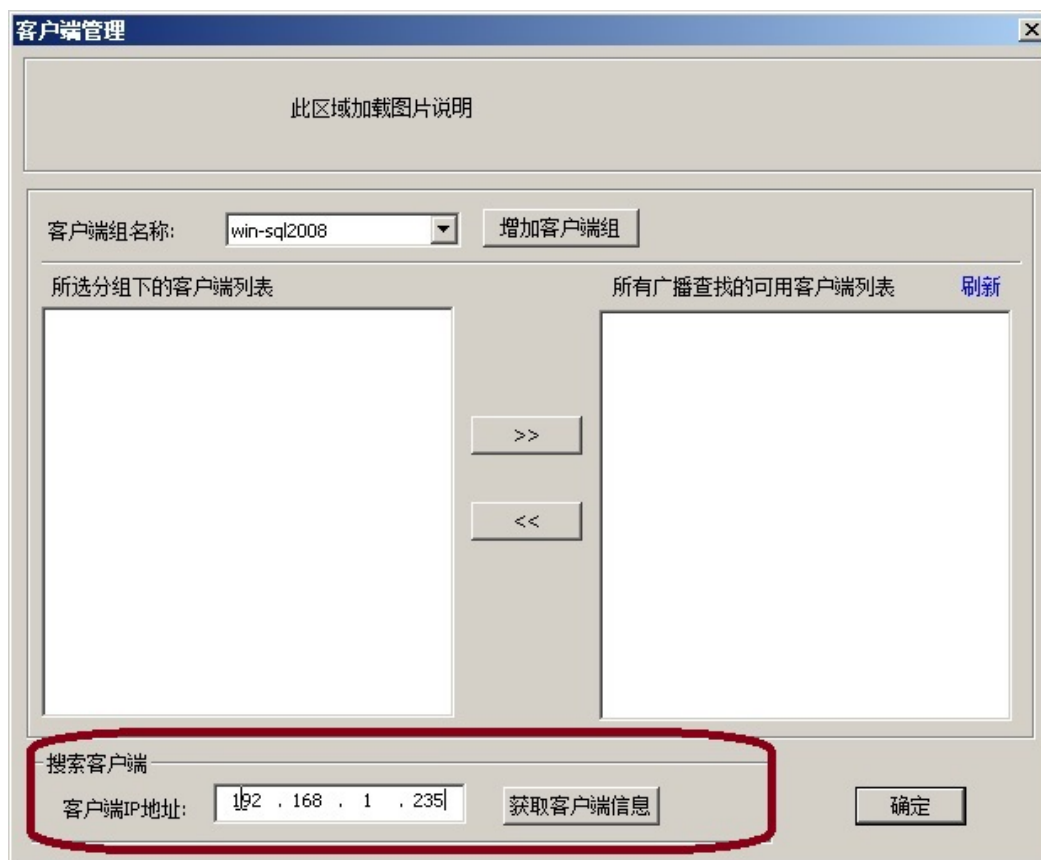 客户端管理
此区域加载图片说明
客户端组名称: win-sql2008 增加客户端组
所选分组下的客户端列表 所有广播查找的可用客户端列表 刷新
>>
<<
搜索客户端
客户端IP地址: 192 . 168 . 1 . 235 获取客户端信息 确定